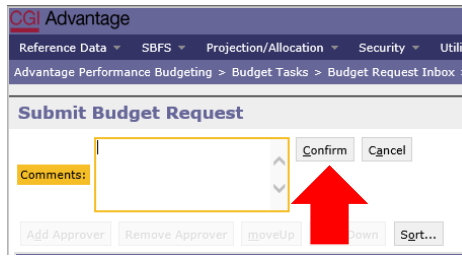 CGI Advantage
Reference Data SBFS Projection/Allocation Security Utili
Advantage Performance Budgeting > Budget Tasks > Budget Request Inbox >
Submit Budget Request
Comments: Confirm Cancel
Add Approver Remove Approver moveUp Down Sort...